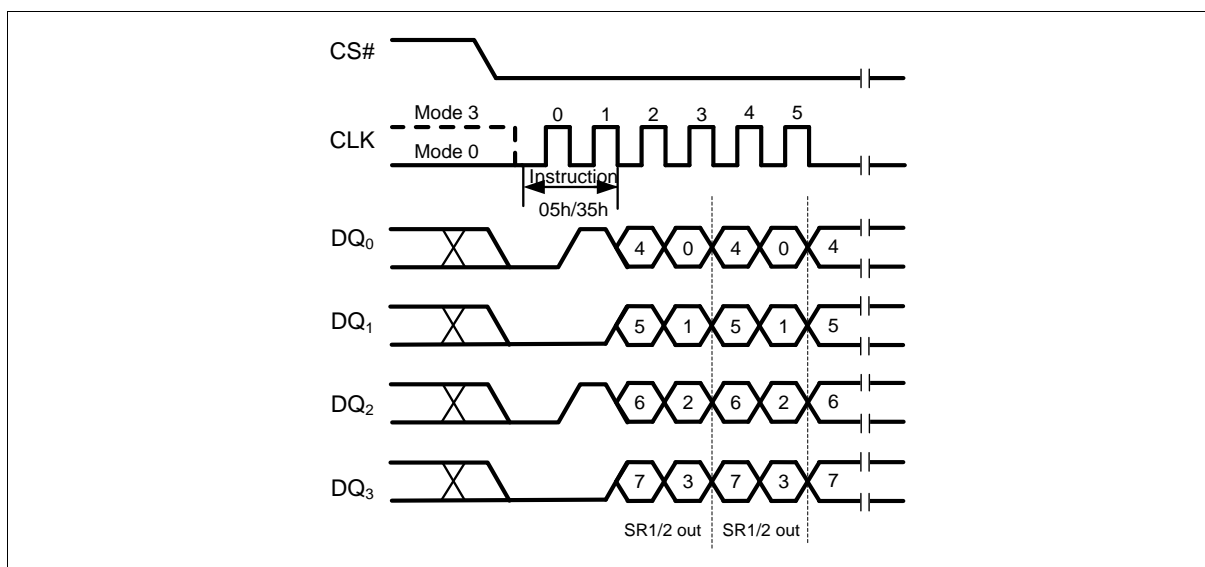 CS#
Mode 3 0 1 2 3 4 5
CLK
Mode 0
Instruction
05h/35h
DQ0 4 0 4 0 4
DQ1 5 1 5 1 5
DQ2 6 2 6 2 6
DQ3 7 3 7 3 7
SR1/2 out SR1/2 out